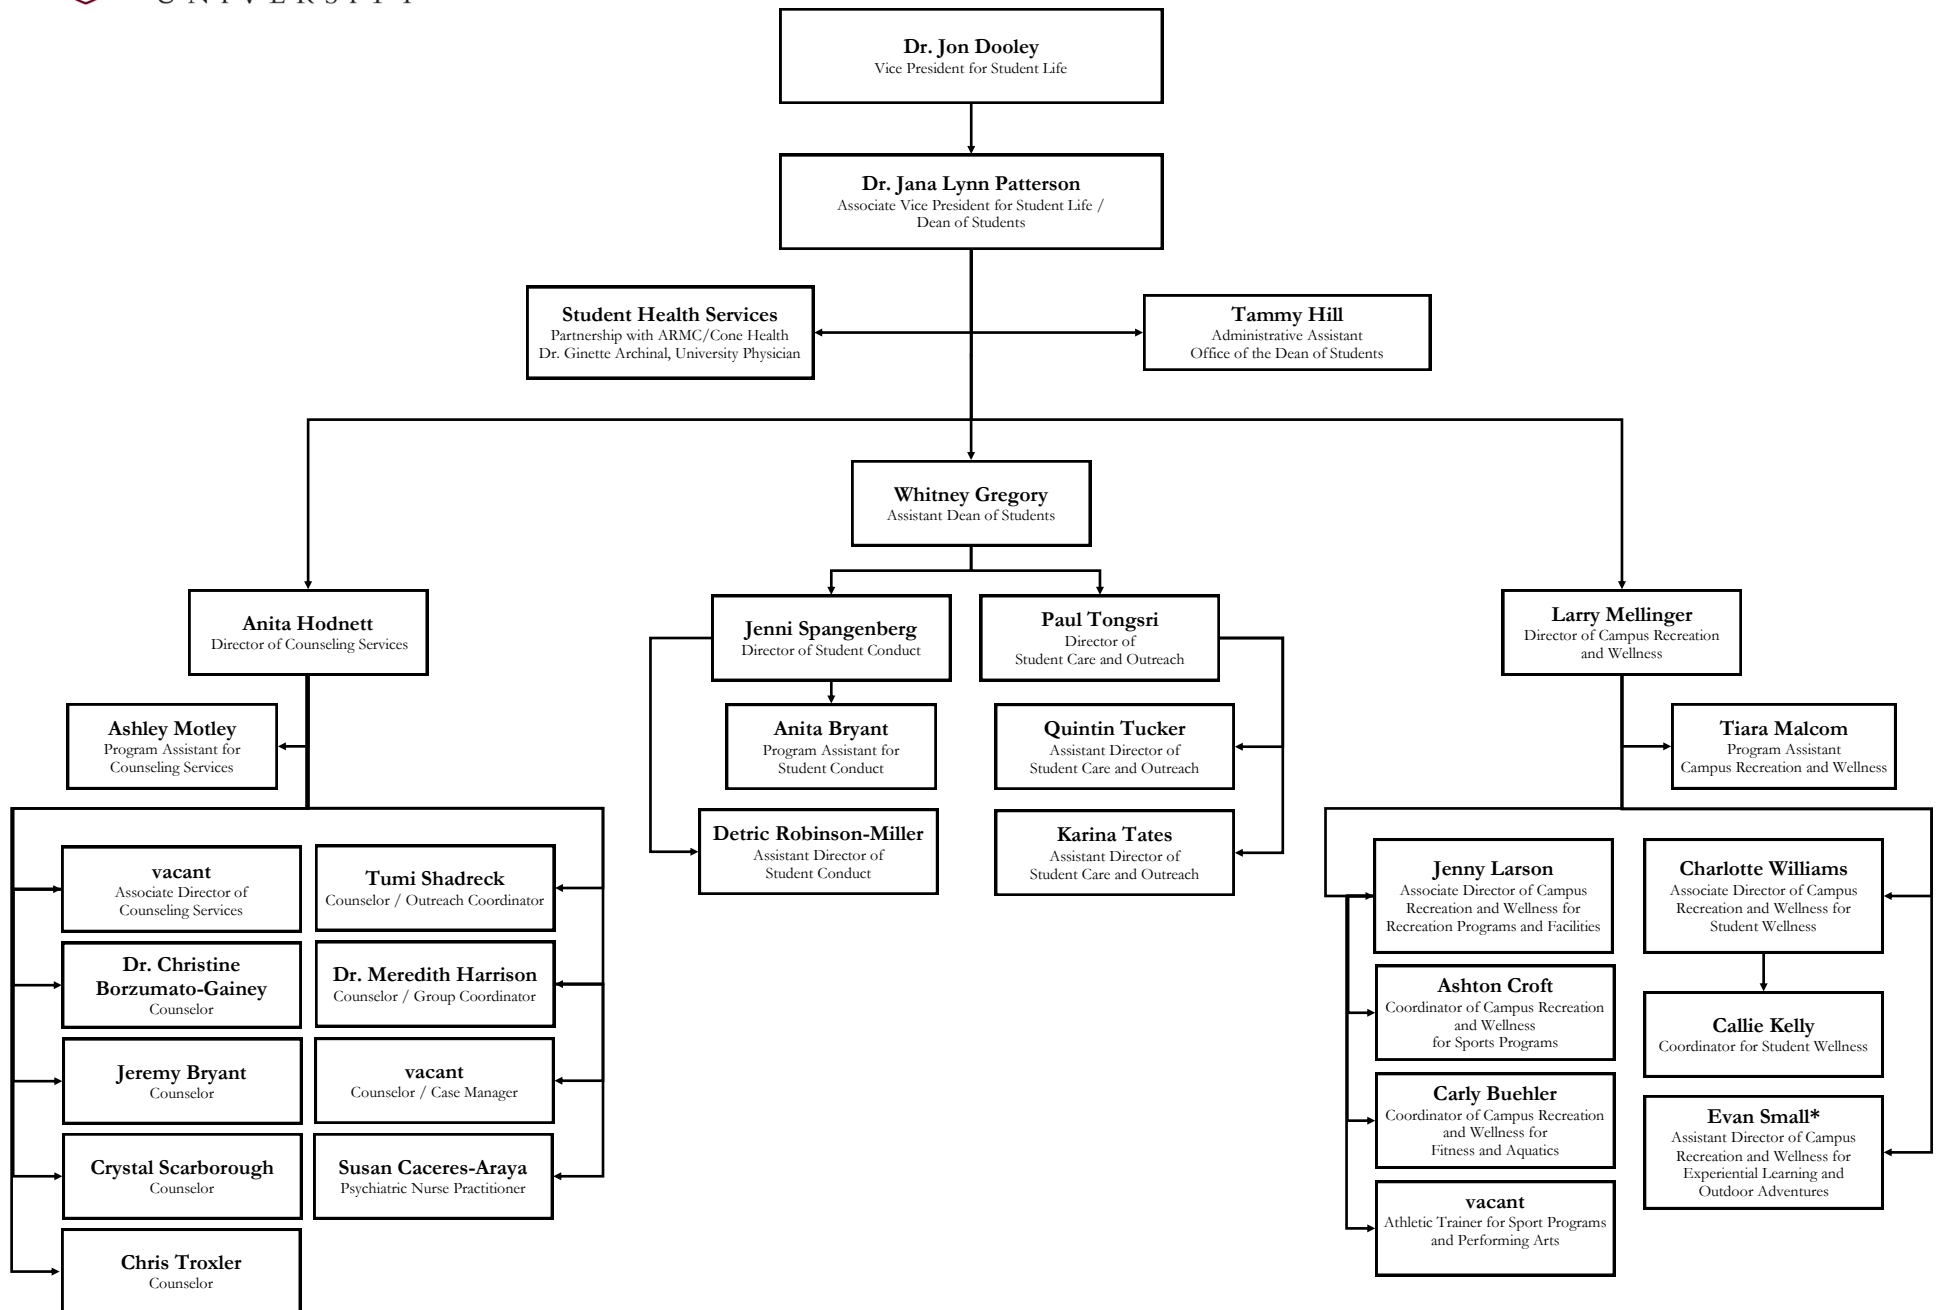 Dr. Jon Dooley
Vice President for Student Life
Dr. Jana Lynn Patterson
Associate Vice President for Student Life /
Dean of Students
Student Health Services
Partnership with ARMC/Cone Health
Dr. Ginette Archinal, University Physician
Tammy Hill
Administrative Assistant
Office of the Dean of Students
Whitney Gregory
Assistant Dean of Students
Anita Hodnett
Director of Counseling Services
Jenni Spangenberg
Director of Student Conduct
Paul Tongsri
Director of
Student Care and Outreach
Larry Mellinger
Director of Campus Recreation
and Wellness
Ashley Motley
Program Assistant for
Counseling Services
Anita Bryant
Program Assistant for
Student Conduct
Quintin Tucker
Assistant Director of
Student Care and Outreach
Tiara Malcom
Program Assistant
Campus Recreation and Wellness
Detric Robinson-Miller
Assistant Director of
Student Conduct
Karina Tates
Assistant Director of
Student Care and Outreach
vacant
Associate Director of
Counseling Services
Tumi Shadreck
Counselor / Outreach Coordinator
Dr. Christine
Borzumato-Gainey
Counselor
Dr. Meredith Harrison
Counselor / Group Coordinator
Jeremy Bryant
Counselor
vacant
Counselor / Case Manager
Crystal Scarborough
Counselor
Susan Caceres-Araya
Psychiatric Nurse Practitioner
Chris Troxler
Counselor
Jenny Larson
Associate Director of Campus
Recreation and Wellness for
Recreation Programs and Facilities
Charlotte Williams
Associate Director of Campus
Recreation and Wellness for
Student Wellness
Ashton Croft
Coordinator of Campus Recreation
and Wellness
for Sports Programs
Callie Kelly
Coordinator for Student Wellness
Carly Buehler
Coordinator of Campus Recreation
and Wellness for
Fitness and Aquatics
Evan Small*
Assistant Director of Campus
Recreation and Wellness for
Experiential Learning and
Outdoor Adventures
vacant
Athletic Trainer for Sport Programs
and Performing Arts